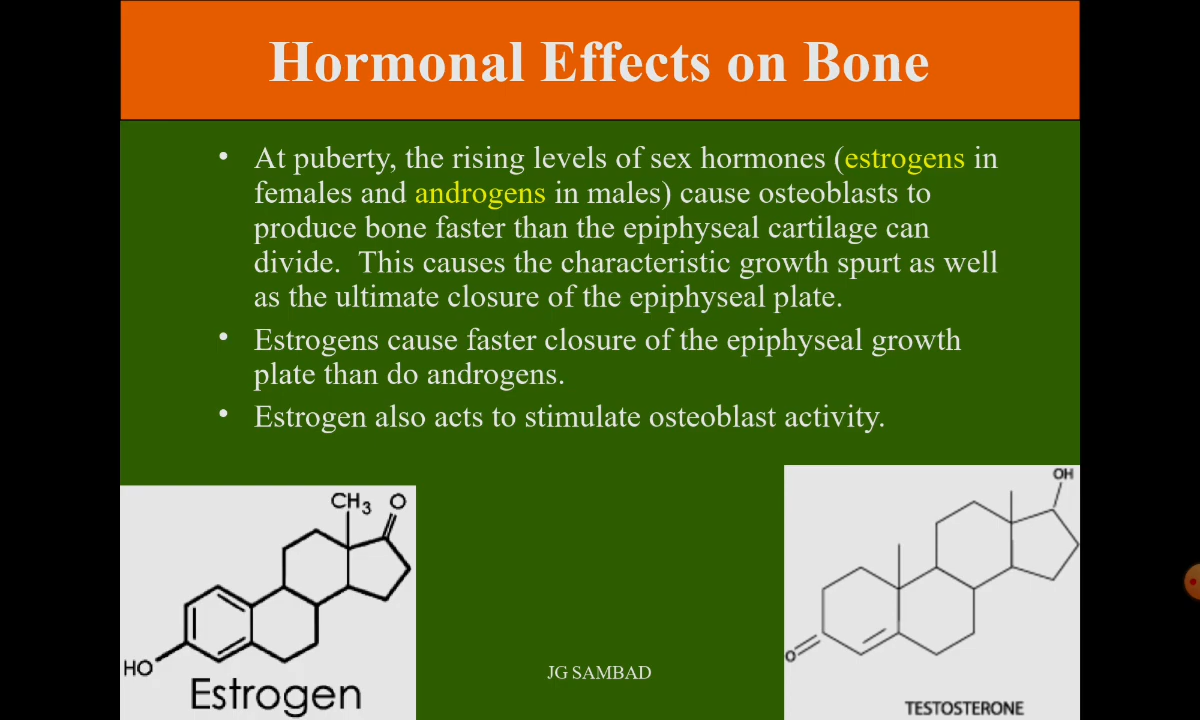 Hormonal Effects on Bone
• At puberty, the rising levels of sex hormones (estrogens in
females and androgens in males) cause osteoblasts to
produce bone faster than the epiphyseal cartilage can
divide.  This causes the characteristic growth spurt as well
as the ultimate closure of the epiphyseal plate.
• Estrogens cause faster closure of the epiphyseal growth
plate than do androgens.
• Estrogen also acts to stimulate osteoblast activity.
CH3 O
HO
Estrogen
OH
O
TESTOSTERONE
JG SAMBAD